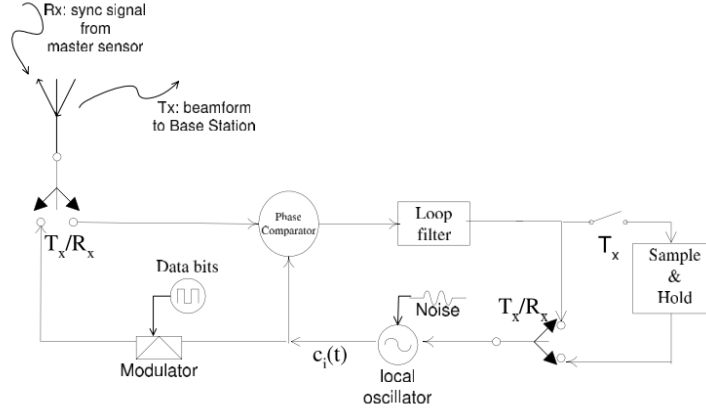 Rx: sync signal
from
master sensor
Tx: beamform
to Base Station
Phase
Comparator
Loop
filter
Tx/Rx
Tx
Sample
&
Hold
Data bits
Noise
Tx/Rx
ci(t)
Modulator
local
oscillator